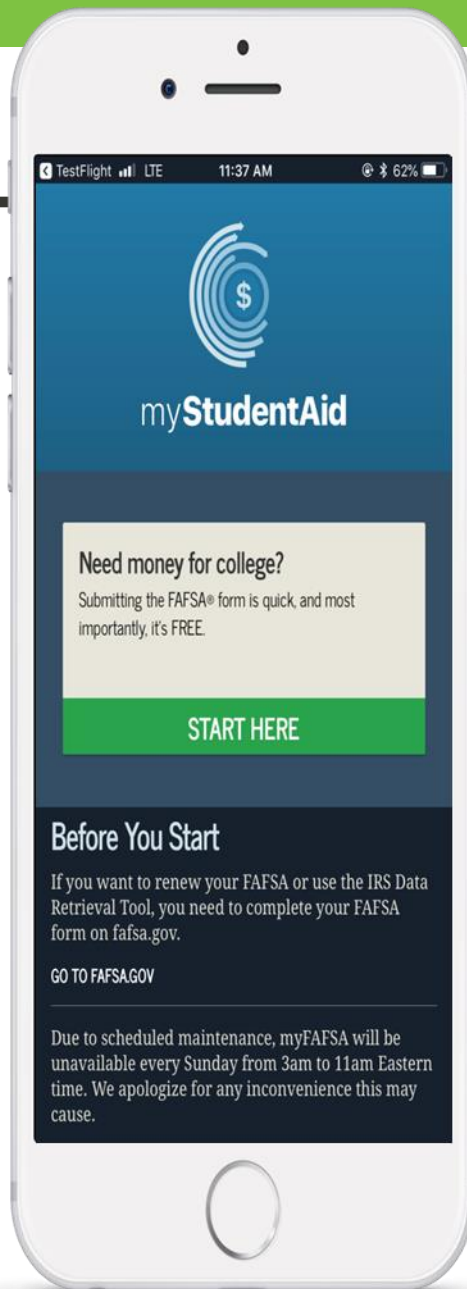 TestFlight LTE 11:37 AM 62%
$
myStudentAid
Need money for college?
Submitting the FAFSA® form is quick, and most
importantly, it's FREE.
START HERE
Before You Start
If you want to renew your FAFSA or use the IRS Data
Retrieval Tool, you need to complete your FAFSA
form on fafsa.gov.
GO TO FAFSA.GOV
Due to scheduled maintenance, myFAFSA will be
unavailable every Sunday from 3am to 11am Eastern
time. We apologize for any inconvenience this may
cause.